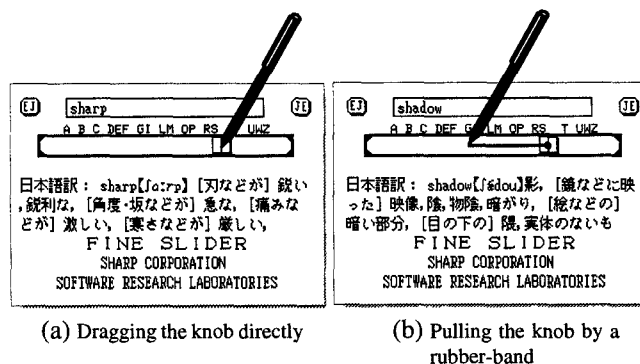 EJ
sharp
JE
A B C DEF GI LM OP RS UWZ
日本語訳: sharp【ʃɑːrp】[刃などが] 鋭い
,鋭利な, [角度・坂などが] 急な, [痛みな
どが] 激しい, [寒さなどが] 厳しい,
FINE SLIDER
SHARP CORPORATION
SOFTWARE RESEARCH LABORATORIES
(a) Dragging the knob directly
EJ
shadow
JE
A B C DEF G LM OP RS T UWZ
日本語訳: shadow【ʃǽdou】影, [鏡などに映
った] 映像,陰,物陰,暗がり, [絵などの]
暗い部分, [目の下の] 隈,実体のないも
FINE SLIDER
SHARP CORPORATION
SOFTWARE RESEARCH LABORATORIES
(b) Pulling the knob by a
rubber-band